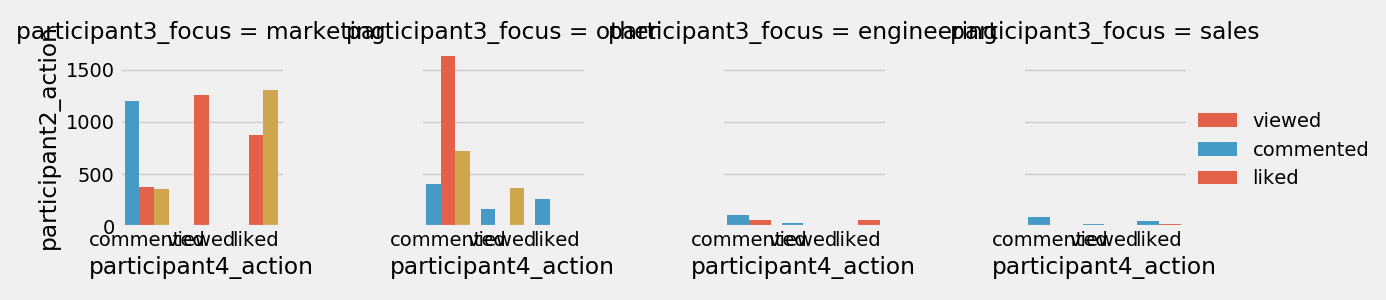 participant3_focus = marketing
participant3_focus = other
participant3_focus = engineering
participant3_focus = sales
participant2_action
1500
1000
500
0
commented viewed liked
commented viewed liked
commented viewed liked
commented viewed liked
participant4_action
participant4_action
participant4_action
participant4_action
viewed
commented
liked